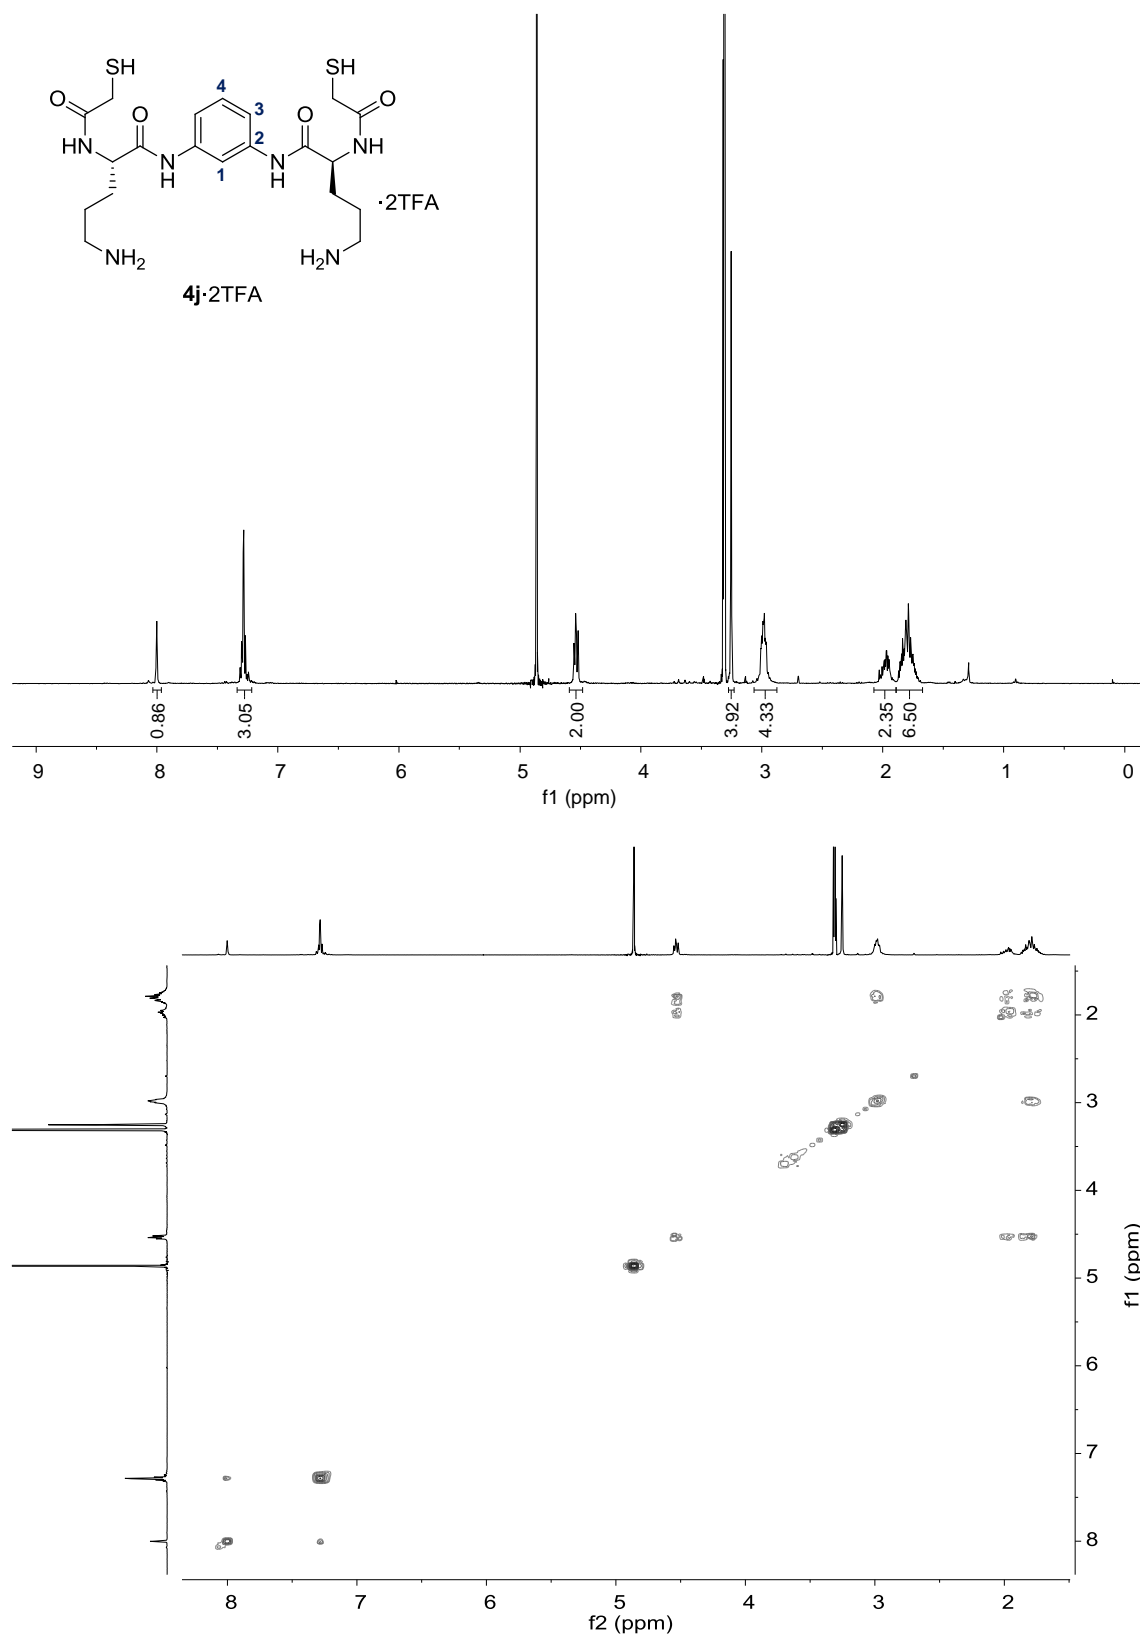 SH
SH
O
4
O
O
3
O
HN
2
NH
N
H
1
N
H
·2TFA
NH2
H2N
4j·2TFA
0.86
3.05
2.00
3.92
4.33
2.35
6.50
9 8 7 6 5 4 3 2 1 0
f1 (ppm)
2
3
4
5
6
7
8
f1 (ppm)
8 7 6 5 4 3 2
f2 (ppm)